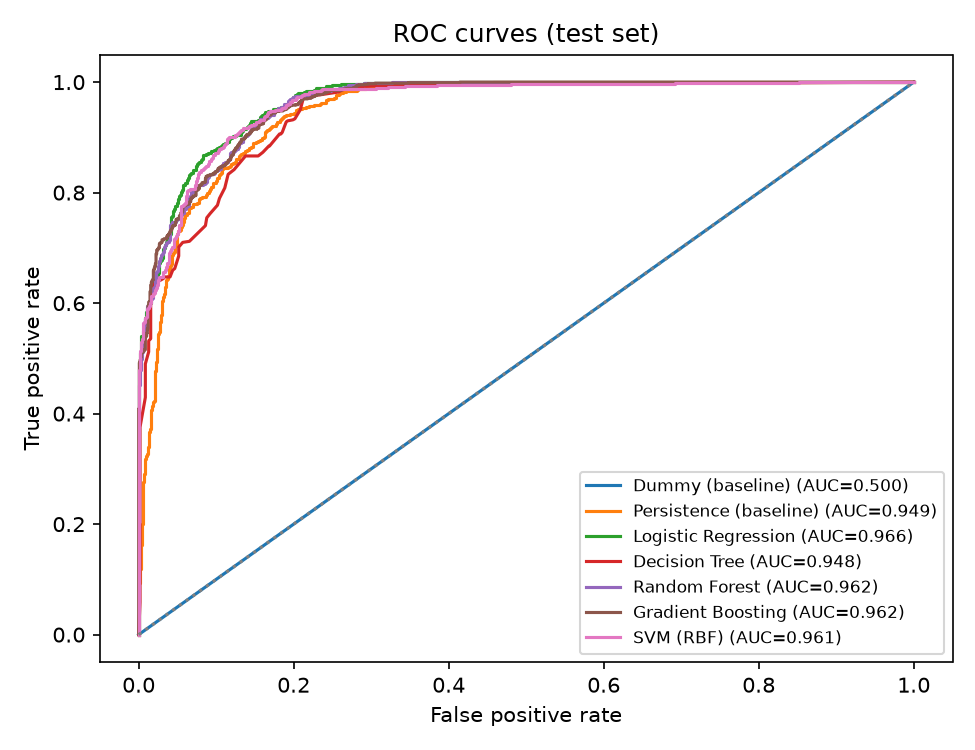 ROC curves (test set)
True positive rate
1.0
0.8
0.6
0.4
0.2
0.0
Dummy (baseline) (AUC=0.500)
Persistence (baseline) (AUC=0.949)
Logistic Regression (AUC=0.966)
Decision Tree (AUC=0.948)
Random Forest (AUC=0.962)
Gradient Boosting (AUC=0.962)
SVM (RBF) (AUC=0.961)
0.0 0.2 0.4 0.6 0.8 1.0
False positive rate